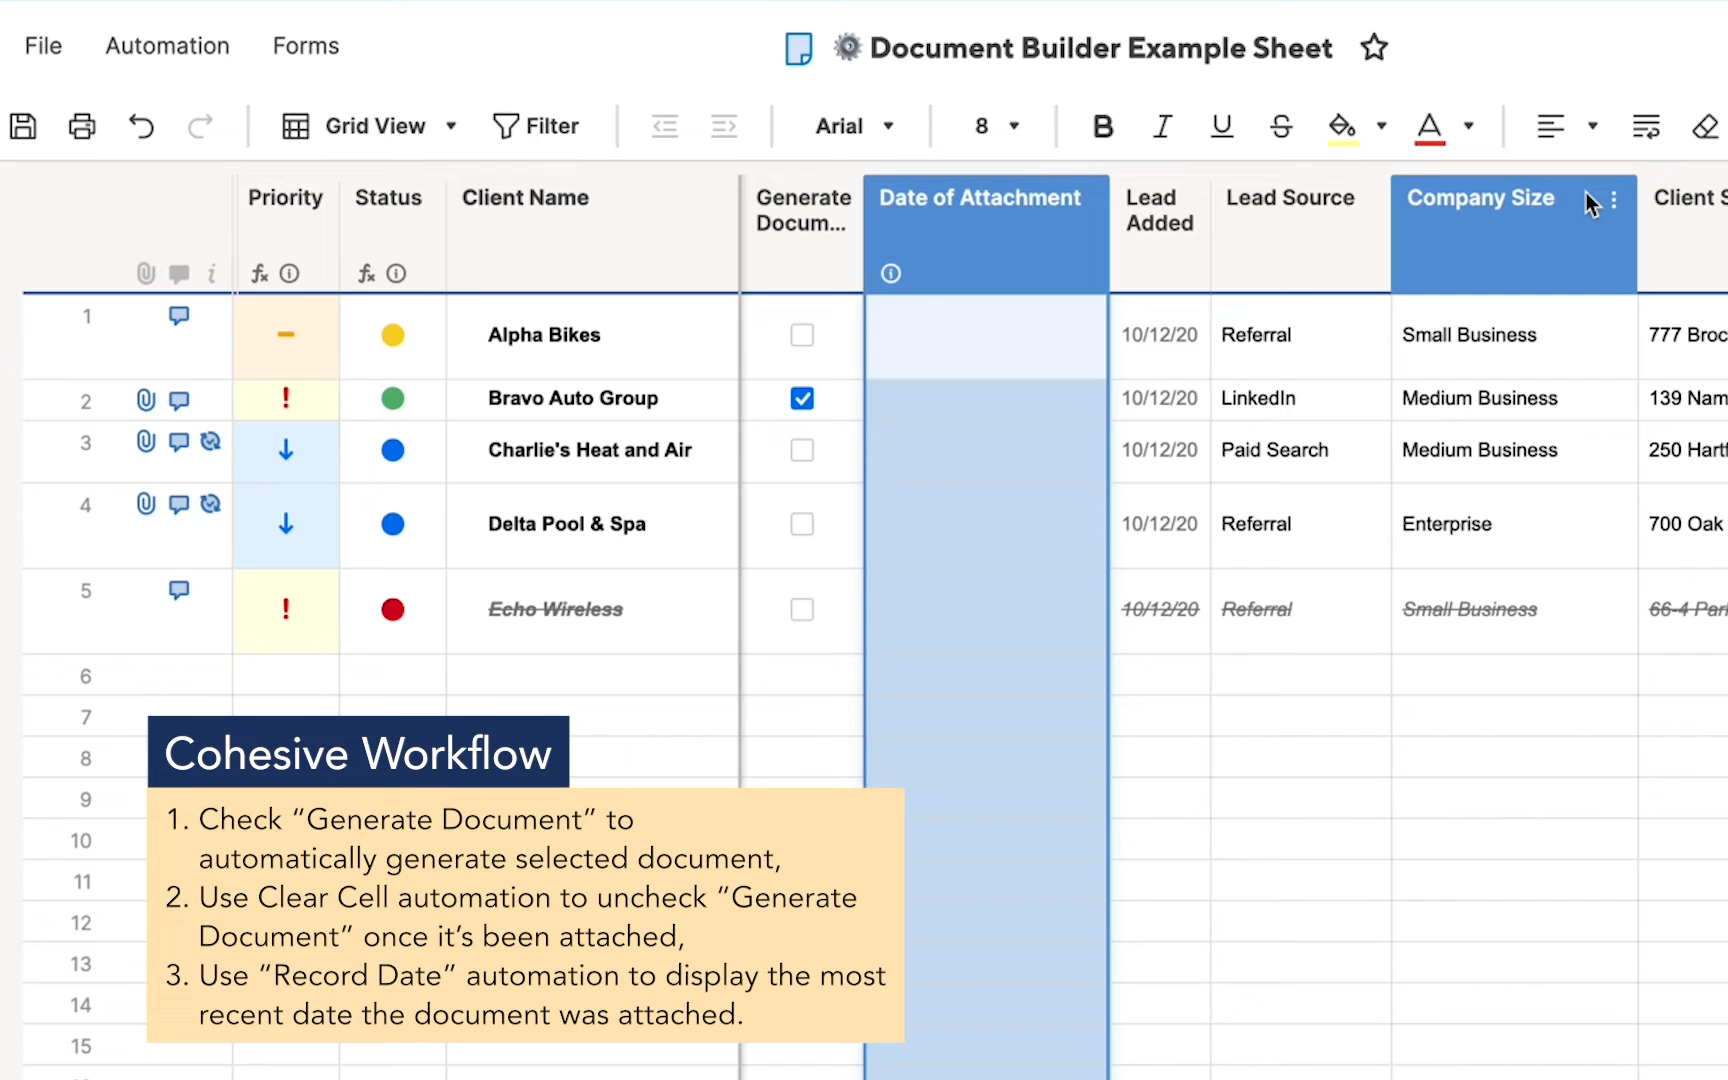 File Automation Forms
Document Builder Example Sheet
Grid View Filter Arial 8 B I U S A
Priority Status Client Name Generate Docum... Date of Attachment Lead Added Lead Source Company Size Client S
fx fx
1 Alpha Bikes 10/12/20 Referral Small Business 777 Broc
2 ! Bravo Auto Group 10/12/20 LinkedIn Medium Business 139 Nam
3 Charlie's Heat and Air 10/12/20 Paid Search Medium Business 250 Hart
4 Delta Pool & Spa 10/12/20 Referral Enterprise 700 Oak
5 ! Echo Wireless 10/12/20 Referral Small Business 66-4 Par
6
7
8
9
10
11
12
13
14
15
Cohesive Workflow
1. Check “Generate Document” to
automatically generate selected document,
2. Use Clear Cell automation to uncheck “Generate
Document” once it’s been attached,
3. Use “Record Date” automation to display the most
recent date the document was attached.